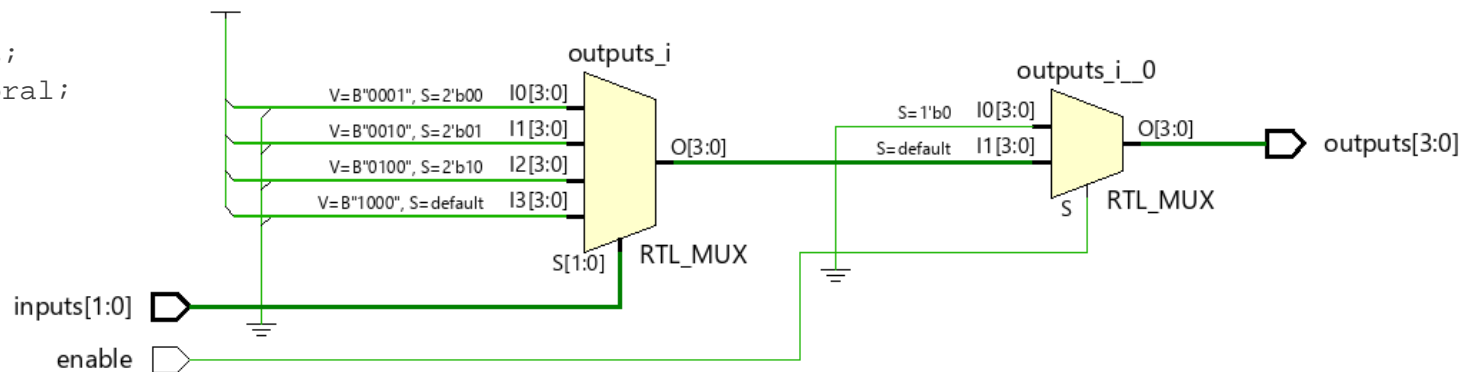 ;
oral;
outputs_i
V=B"0001", S=2'b00 I0[3:0]
V=B"0010", S=2'b01 I1[3:0]
V=B"0100", S=2'b10 I2[3:0]
V=B"1000", S=default I3[3:0]
O[3:0]
S[1:0]
RTL_MUX
outputs_i__0
S=1'b0 I0[3:0]
S=default I1[3:0]
O[3:0]
S
RTL_MUX
outputs[3:0]
inputs[1:0]
enable